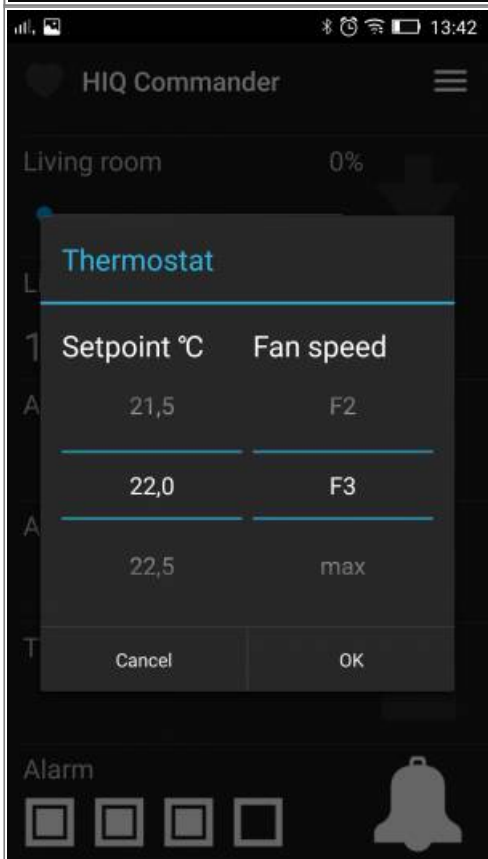 13:42
HIQ Commander
Living room 0%
Thermostat
L
1
Setpoint °C Fan speed
A
21,5 F2
22,0 F3
A
22,5 max
T
Cancel OK
Alarm